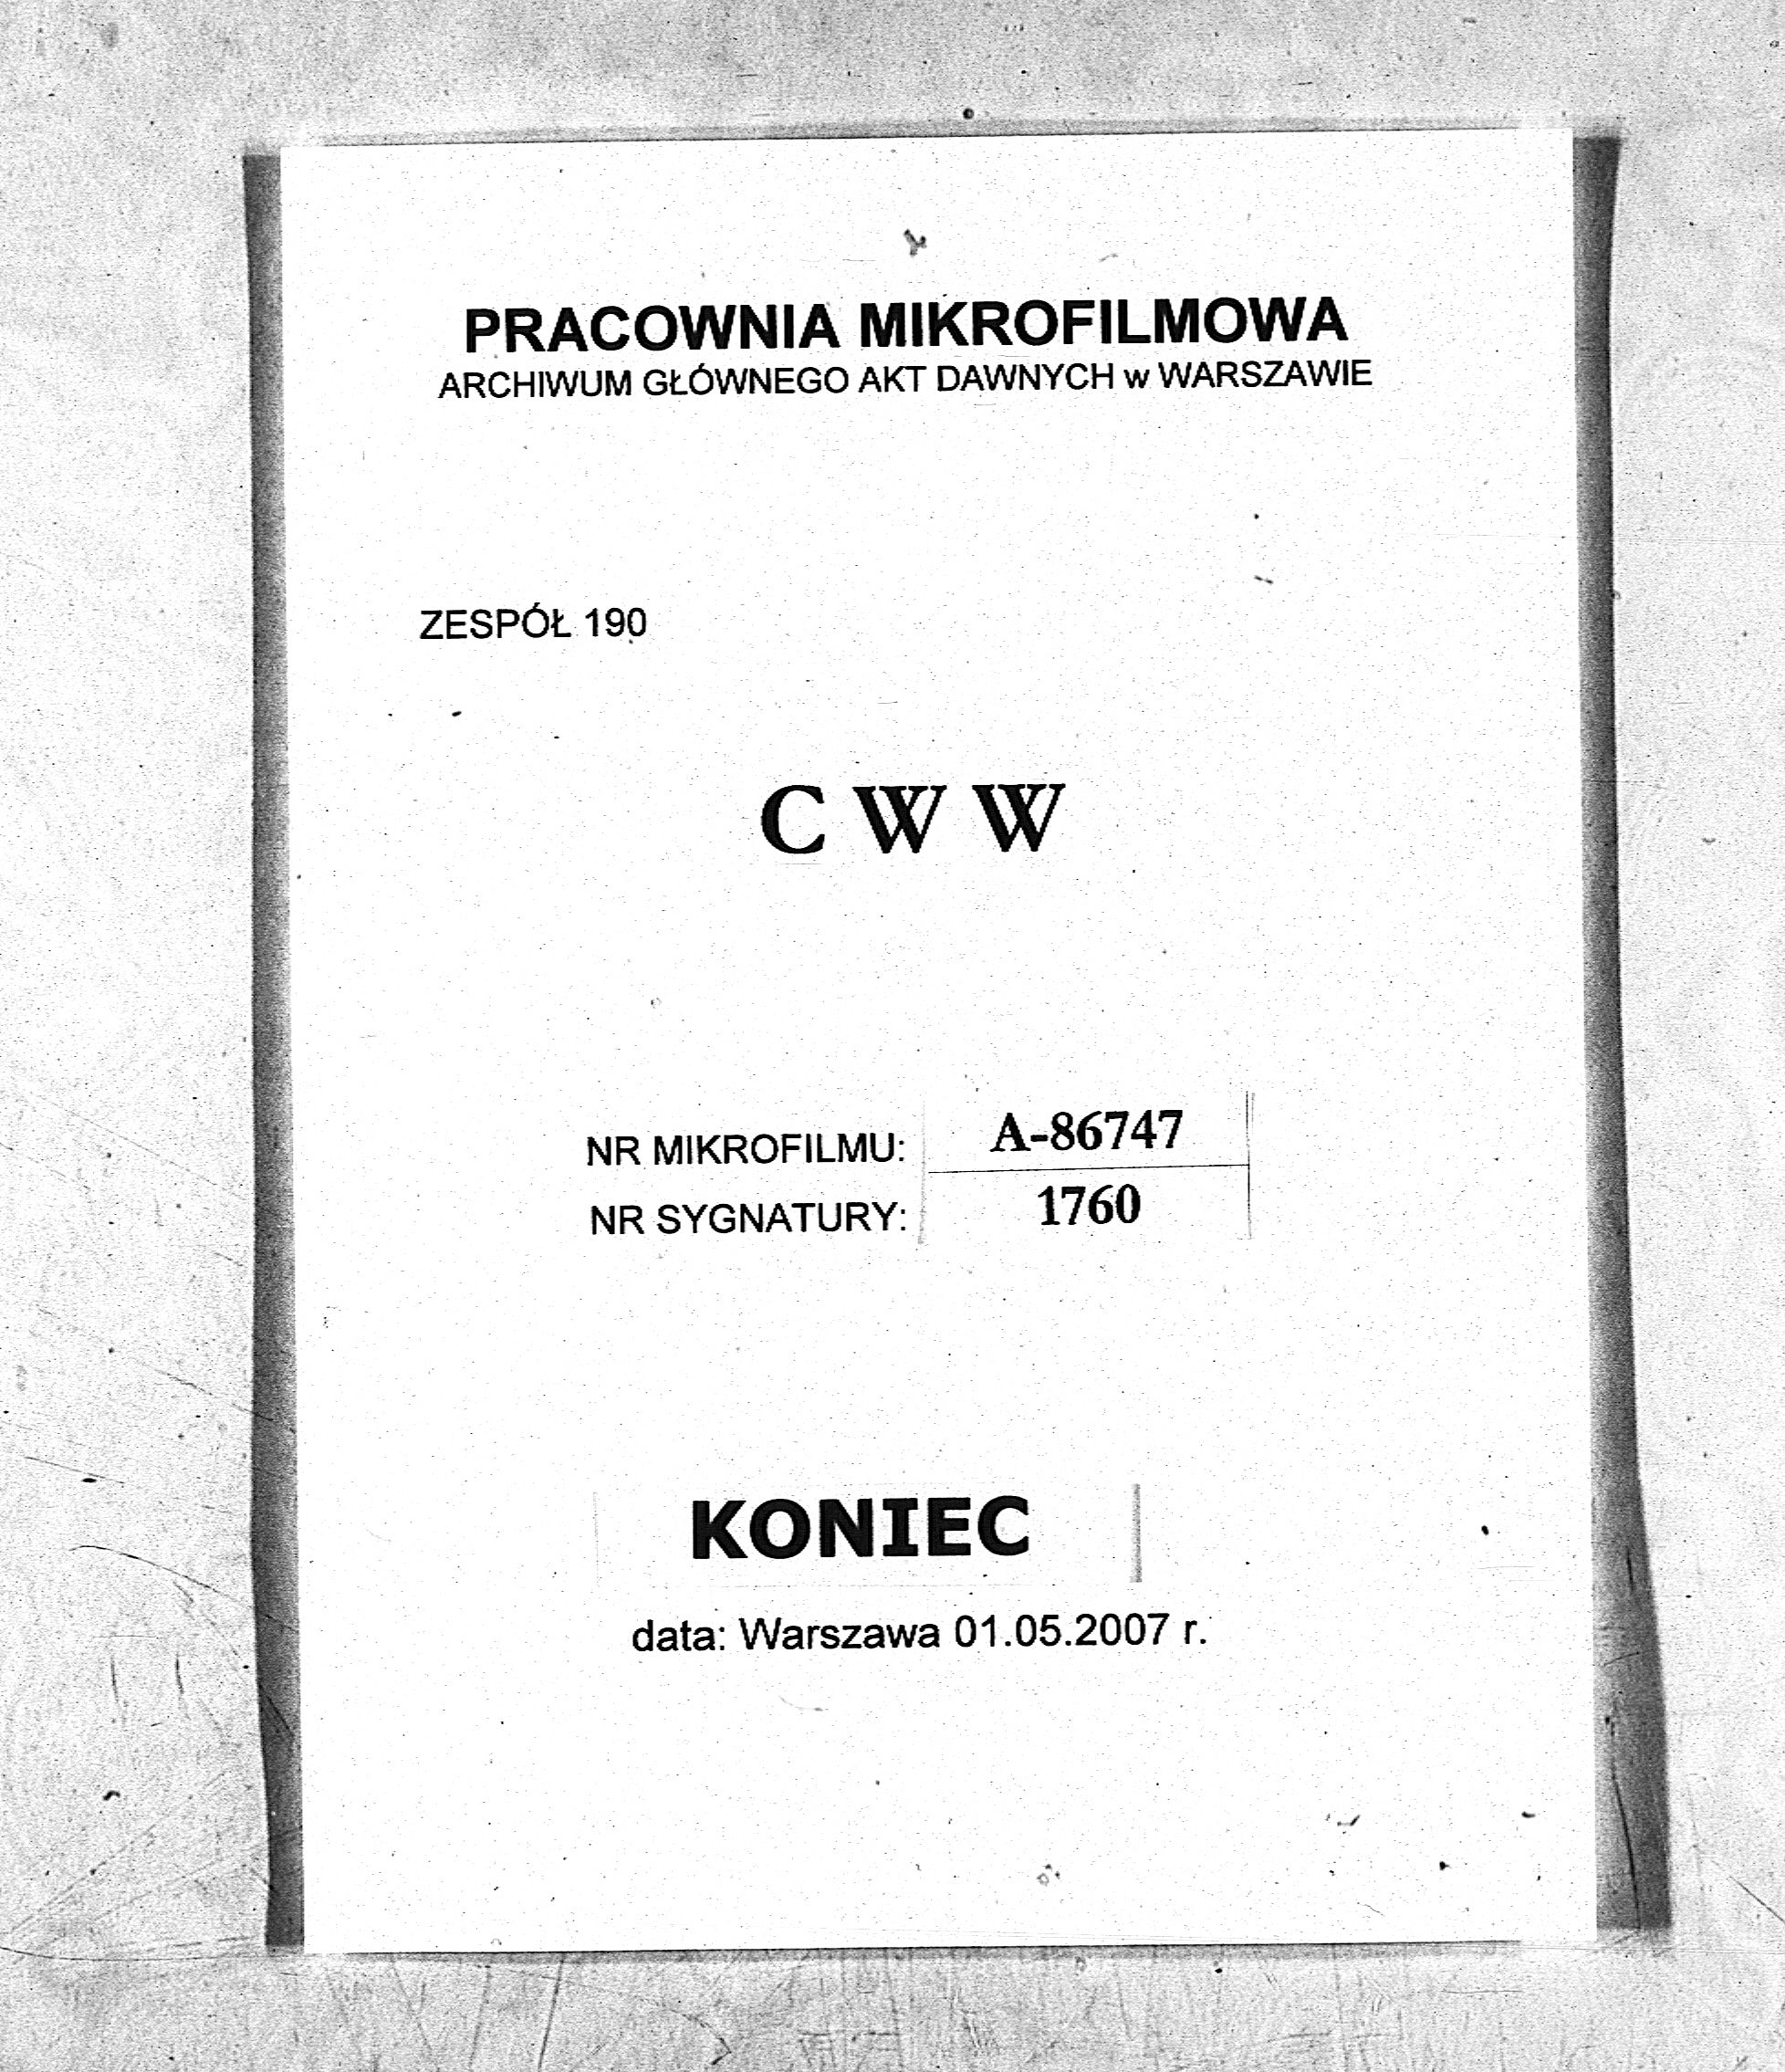 PRACOWNIA MIKROFILMOWA
ARCHIWUM GŁÓWNEGO AKT DAWNYCH w WARSZAWIE
ZESPÓŁ 190
C W W
NR MIKROFILMU: A-86747
NR SYGNATURY: 1760
KONIEC
data: Warszawa 01.05.2007 r.